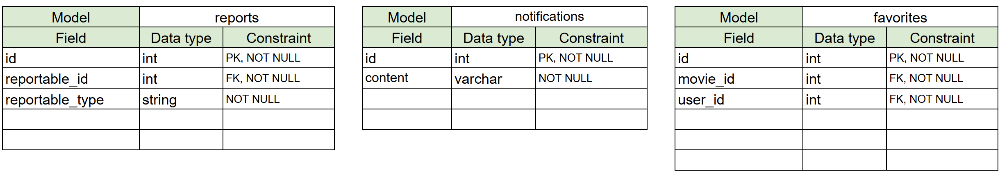 Model reports
Field Data type Constraint
id int PK, NOT NULL
reportable_id int FK, NOT NULL
reportable_type string NOT NULL
Model notifications
Field Data type Constraint
id int PK, NOT NULL
content varchar NOT NULL
Model favorites
Field Data type Constraint
id int PK, NOT NULL
movie_id int FK, NOT NULL
user_id int FK, NOT NULL